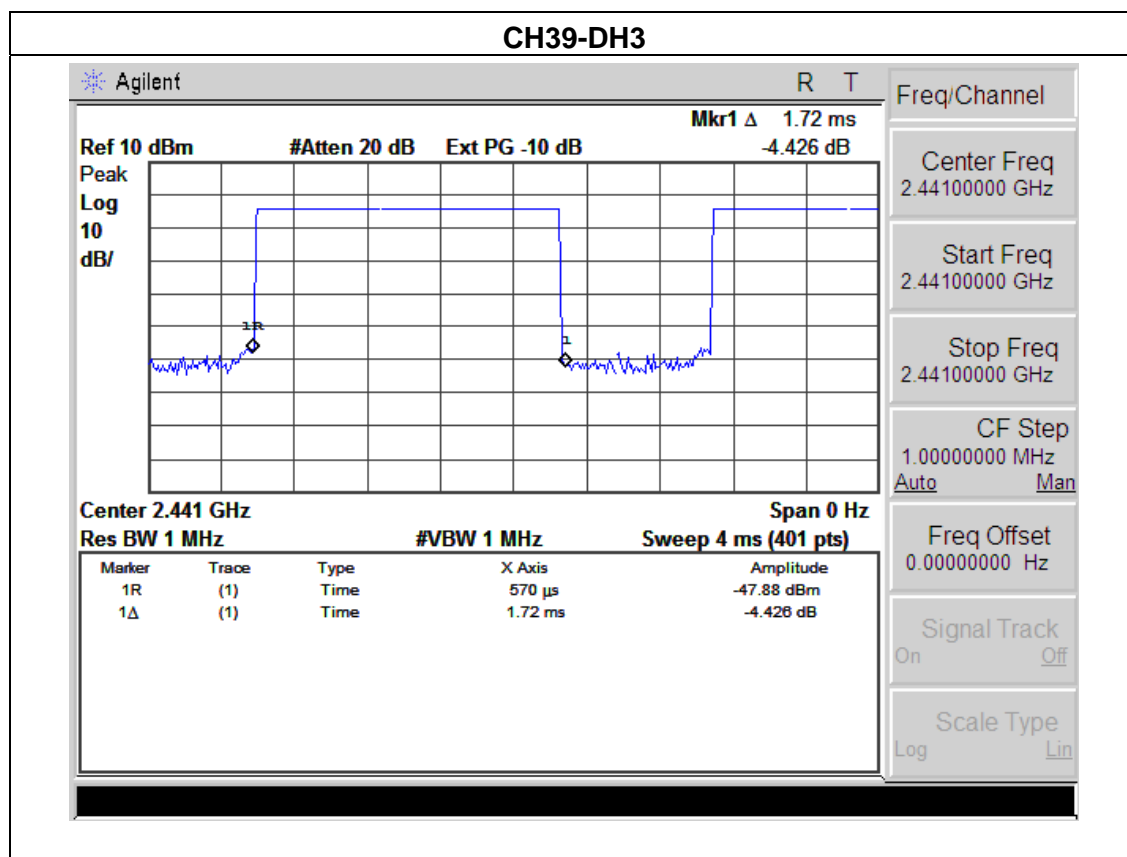 CH39-DH3
Agilent
R T
Mkr1 Δ 1.72 ms
Ref 10 dBm #Atten 20 dB Ext PG -10 dB -4.426 dB
Peak
Log
10
dB/
1R
1
Center 2.441 GHz Span 0 Hz
Res BW 1 MHz #VBW 1 MHz Sweep 4 ms (401 pts)
Marker Trace Type X Axis Amplitude
1R (1) Time 570 µs -47.88 dBm
1Δ (1) Time 1.72 ms -4.426 dB
Freq/Channel
Center Freq
2.44100000 GHz
Start Freq
2.44100000 GHz
Stop Freq
2.44100000 GHz
CF Step
1.00000000 MHz
Auto Man
Freq Offset
0.00000000 Hz
Signal Track
On Off
Scale Type
Log Lin